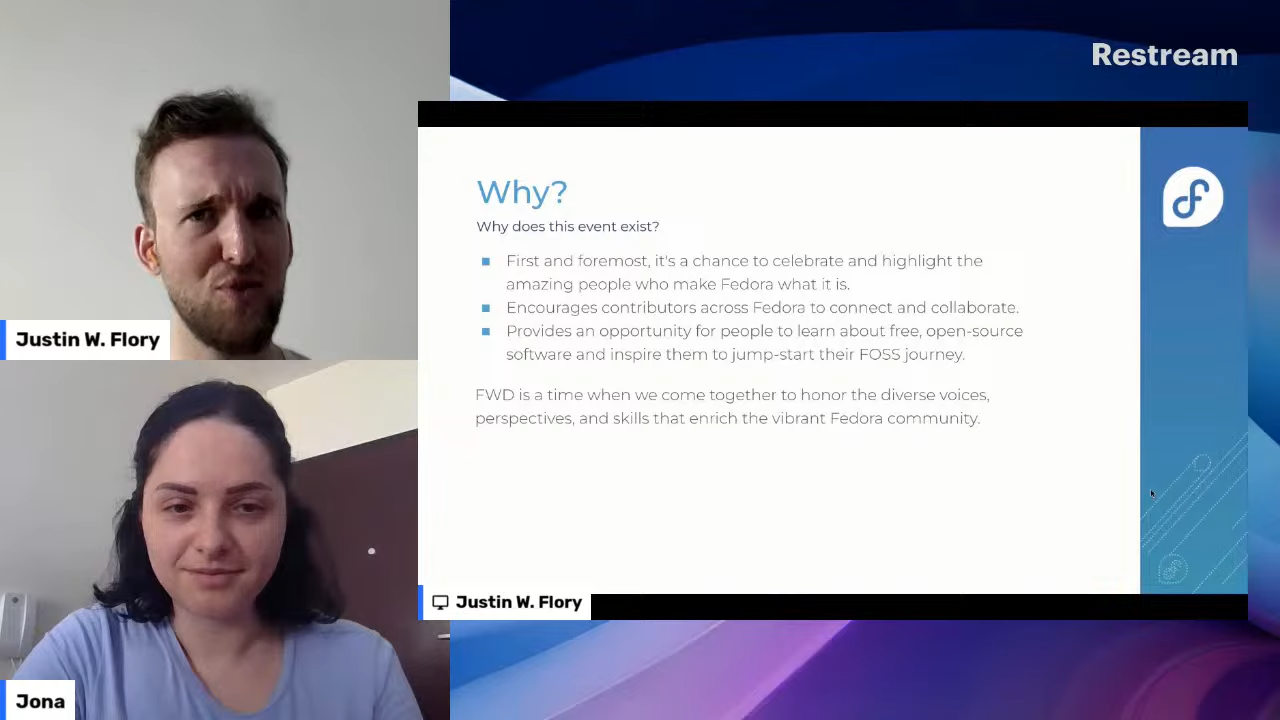 Restream
Why?
Why does this event exist?
First and foremost, it's a chance to celebrate and highlight the
amazing people who make Fedora what it is.
Encourages contributors across Fedora to connect and collaborate.
Provides an opportunity for people to learn about free, open-source
software and inspire them to jump-start their FOSS journey.
FWD is a time when we come together to honor the diverse voices,
perspectives, and skills that enrich the vibrant Fedora community.
Justin W. Flory
Justin W. Flory
Jona